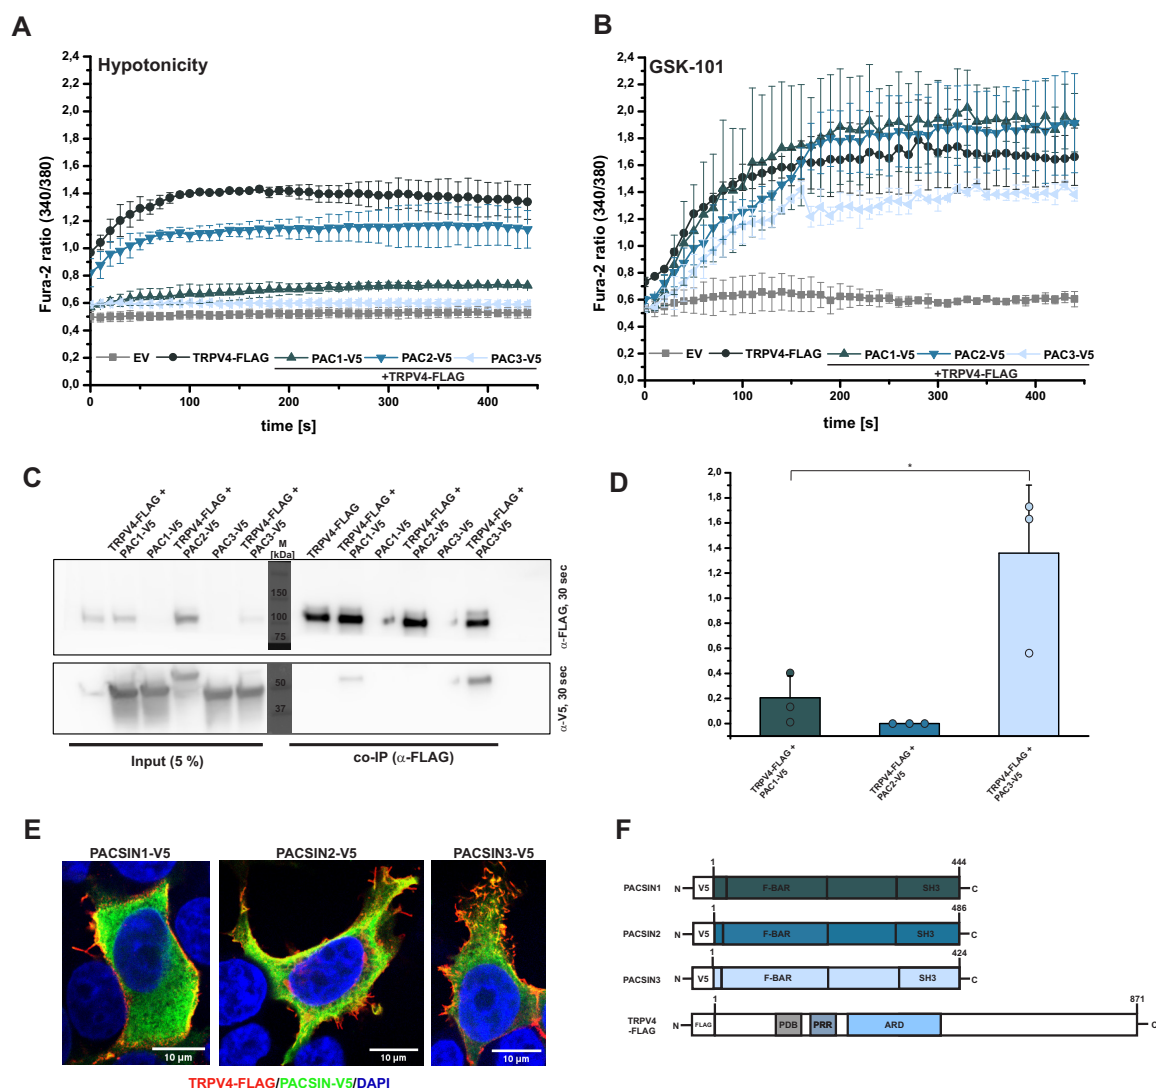 A
Hypotonicity
Fura-2 ratio (340/380)
2,4
2,2
2,0
1,8
1,6
1,4
1,2
1,0
0,8
0,6
0,4
0,2
0,0
EV TRPV4-FLAG PAC1-V5 PAC2-V5 PAC3-V5
+TRPV4-FLAG
0 100 200 300 400
time [s]
B
GSK-101
Fura-2 ratio (340/380)
2,4
2,2
2,0
1,8
1,6
1,4
1,2
1,0
0,8
0,6
0,4
0,2
0,0
EV TRPV4-FLAG PAC1-V5 PAC2-V5 PAC3-V5
+TRPV4-FLAG
0 100 200 300 400
time [s]
C
TRPV4-FLAG +
PAC1-V5
PAC1-V5
TRPV4-FLAG +
PAC2-V5
PAC3-V5
TRPV4-FLAG +
PAC3-V5
M
[kDa]
TRPV4-FLAG
TRPV4-FLAG +
PAC1-V5
PAC1-V5
TRPV4-FLAG +
PAC2-V5
PAC3-V5
TRPV4-FLAG +
PAC3-V5
150
100
75
α-FLAG, 30 sec
50
37
α-V5, 30 sec
Input (5 %)
co-IP (α-FLAG)
D
2,0
1,8
1,6
1,4
1,2
1,0
0,8
0,6
0,4
0,2
0,0
*
TRPV4-FLAG +
PAC1-V5
TRPV4-FLAG +
PAC2-V5
TRPV4-FLAG +
PAC3-V5
E
PACSIN1-V5
PACSIN2-V5
PACSIN3-V5
10 µm
10 µm
10 µm
TRPV4-FLAG/PACSIN-V5/DAPI
F
1 444
PACSIN1 N V5 F-BAR SH3 C
1 486
PACSIN2 N V5 F-BAR SH3 C
1 424
PACSIN3 N V5 F-BAR SH3 C
1 871
TRPV4
-FLAG
N FLAG PDB PRR ARD C